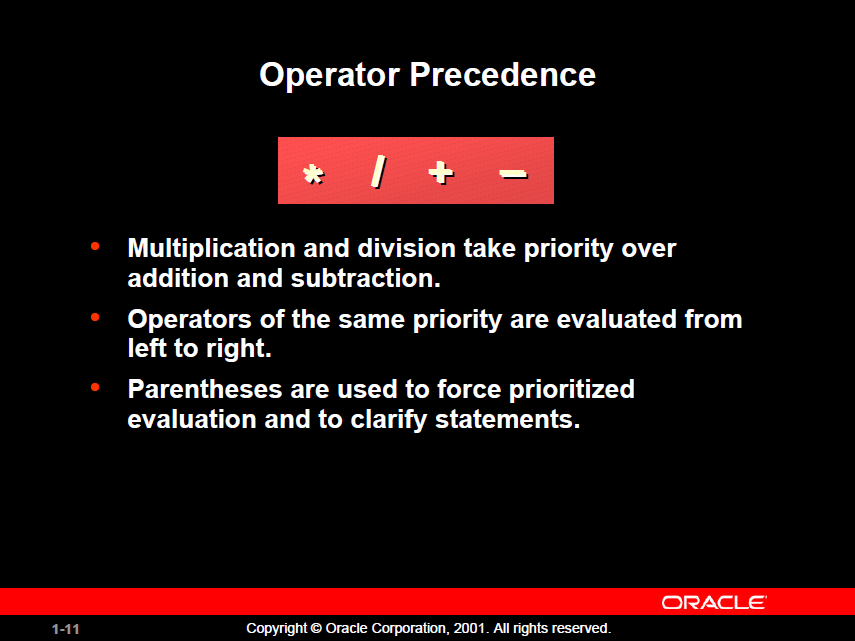 Operator Precedence
* / + –
• Multiplication and division take priority over
addition and subtraction.
• Operators of the same priority are evaluated from
left to right.
• Parentheses are used to force prioritized
evaluation and to clarify statements.
ORACLE®
1-11 Copyright © Oracle Corporation, 2001. All rights reserved.